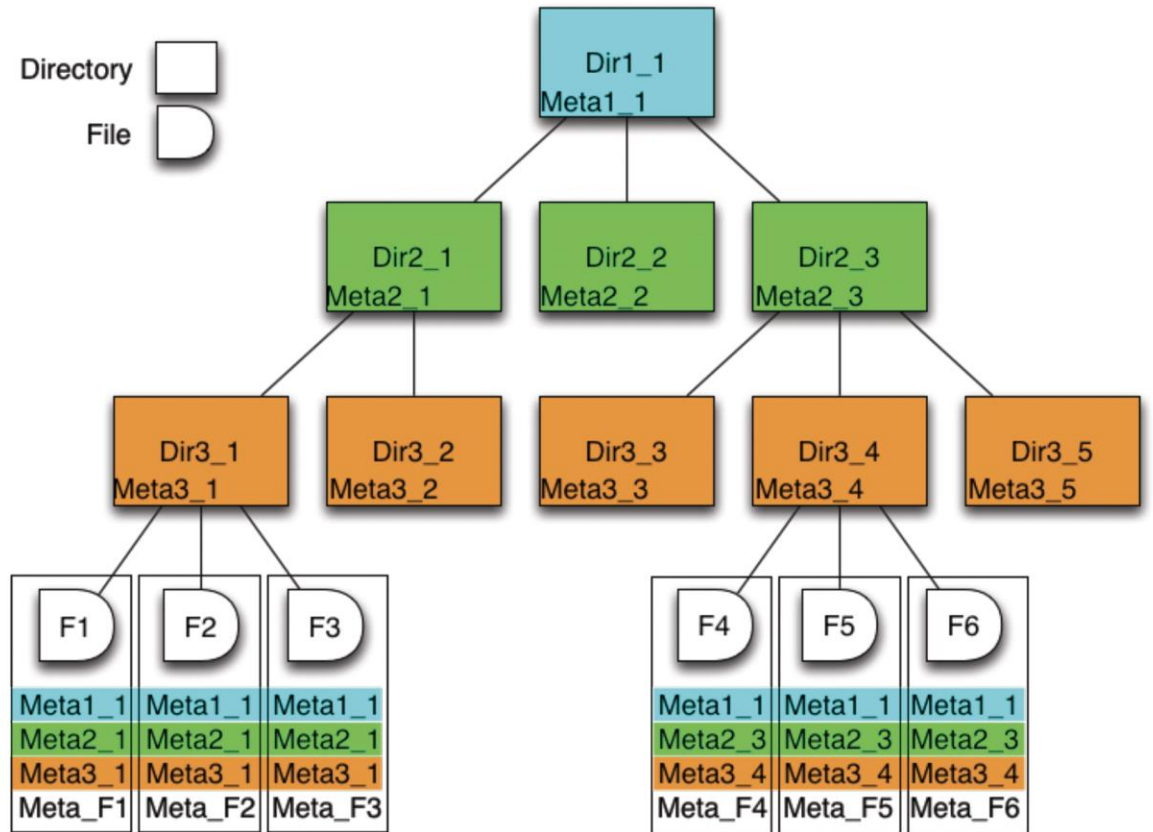 Directory
File
Dir1_1
Meta1_1
Dir2_1
Meta2_1
Dir2_2
Meta2_2
Dir2_3
Meta2_3
Dir3_1
Meta3_1
Dir3_2
Meta3_2
Dir3_3
Meta3_3
Dir3_4
Meta3_4
Dir3_5
Meta3_5
F1
Meta1_1
Meta2_1
Meta3_1
Meta_F1
F2
Meta1_1
Meta2_1
Meta3_1
Meta_F2
F3
Meta1_1
Meta2_1
Meta3_1
Meta_F3
F4
Meta1_1
Meta2_3
Meta3_4
Meta_F4
F5
Meta1_1
Meta2_3
Meta3_4
Meta_F5
F6
Meta1_1
Meta2_3
Meta3_4
Meta_F6